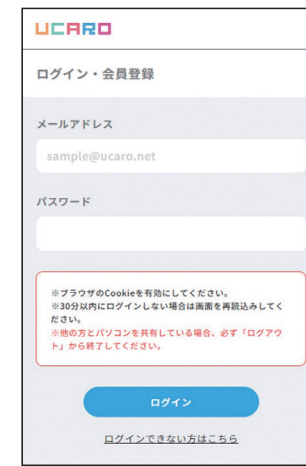 UCARO
ログイン・会員登録
メールアドレス
sample@ucaro.net
パスワード
※ブラウザのCookieを有効にしてください。
※30分以内にログインしない場合は画面を再読込みしてく
ださい。
※他の方とパソコンを共有している場合、必ず「ログアウ
ト」から終了してください。
ログイン
ログインできない方はこちら